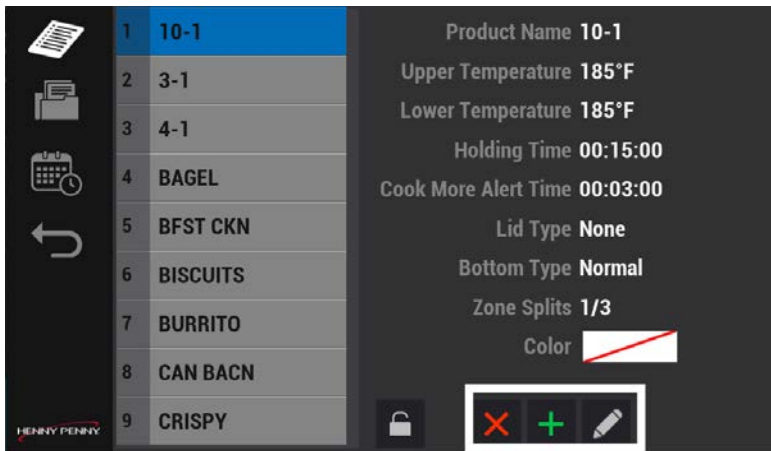 1 10-1
2 3-1
3 4-1
4 BAGEL
5 BFST CKN
6 BISCUITS
7 BURRITO
8 CAN BACN
9 CRISPY
Product Name 10-1
Upper Temperature 185°F
Lower Temperature 185°F
Holding Time 00:15:00
Cook More Alert Time 00:03:00
Lid Type None
Bottom Type Normal
Zone Splits 1/3
Color
HENNY PENNY